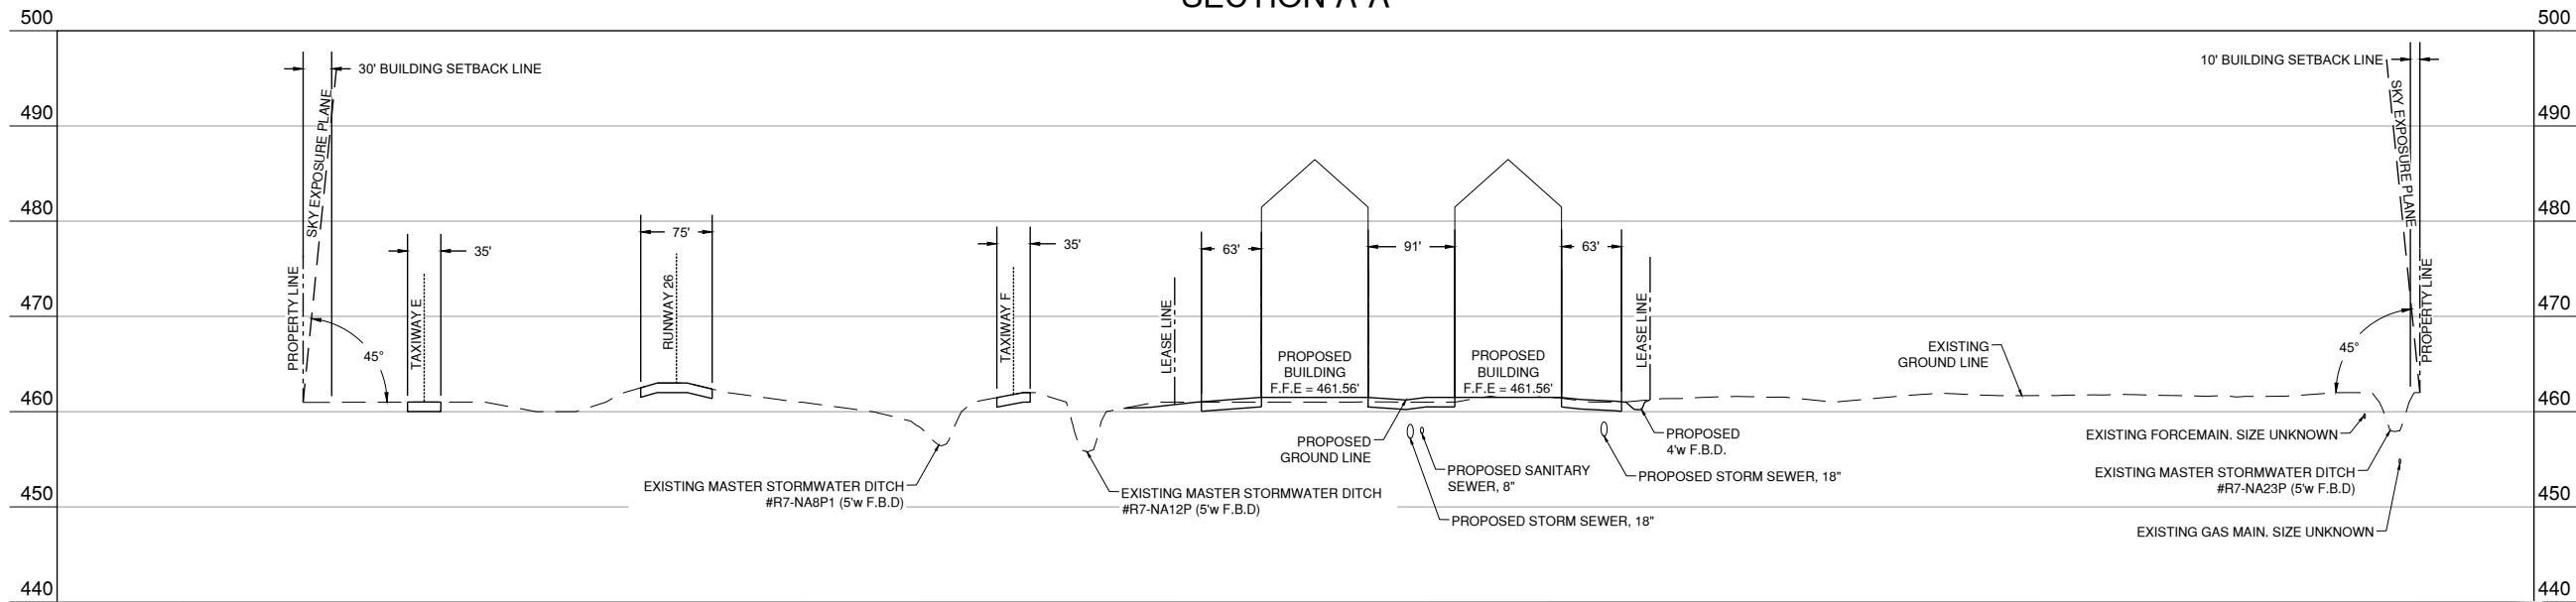 SECTION A-A
500
500
30' BUILDING SETBACK LINE
10' BUILDING SETBACK LINE
490
490
SKY EXPOSURE PLANE
SKY EXPOSURE PLANE
480
480
75'
35'
35'
63'
91'
63'
470
470
PROPERTY LINE
45°
TAXIWAY E
RUNWAY 26
TAXIWAY F
LEASE LINE
PROPOSED
BUILDING
F.F.E = 461.56'
PROPOSED
BUILDING
F.F.E = 461.56'
LEASE LINE
EXISTING
GROUND LINE
45°
PROPERTY LINE
460
460
PROPOSED
GROUND LINE
PROPOSED
4'w F.B.D.
EXISTING FORCEMAIN. SIZE UNKNOWN
EXISTING MASTER STORMWATER DITCH
#R7-NA8P1 (5'w F.B.D)
EXISTING MASTER STORMWATER DITCH
#R7-NA12P (5'w F.B.D)
PROPOSED SANITARY
SEWER, 8"
PROPOSED STORM SEWER, 18"
EXISTING MASTER STORMWATER DITCH
#R7-NA23P (5'w F.B.D)
450
450
PROPOSED STORM SEWER, 18"
EXISTING GAS MAIN. SIZE UNKNOWN
440
440